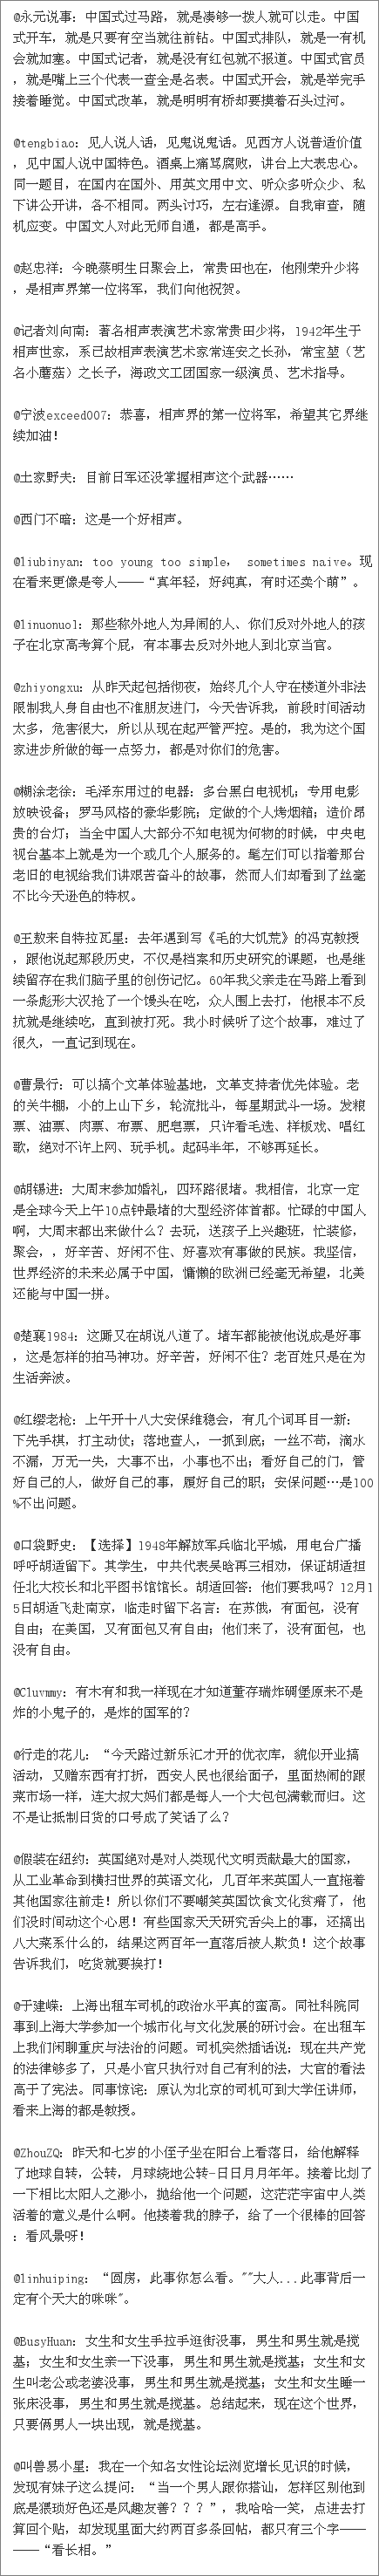 @永元说事：中国式过马路，就是凑够一拨人就可以走。中国
式开车，就是只要有空当就往前钻。中国式排队，就是一有机
会就加塞。中国式记者，就是没有红包就不报道。中国式官员
，就是嘴上三个代表一查全是名表。中国式开会，就是举完手
接着睡觉。中国式改革，就是明明有桥却要摸着石头过河。
@tengbiao：见人说人话，见鬼说鬼话。见西方人说普适价值
，见中国人说中国特色。酒桌上痛骂腐败，讲台上大表忠心。
同一题目，在国内在国外、用英文用中文、听众多听众少、私
下讲公开讲，各不相同。两头讨巧，左右逢源。自我审查，随
机应变。中国文人对此无师自通，都是高手。
@赵忠祥：今晚蔡明生日聚会上，常贵田也在，他刚荣升少将
，是相声界第一位将军，我们向他祝贺。
@记者刘向南：著名相声表演艺术家常贵田少将，1942年生于
相声世家，系已故相声表演艺术家常连安之长孙，常宝堃（艺
名小蘑菇）之长子，海政文工团国家一级演员、艺术指导。
@宁波exceed007：恭喜，相声界的第一位将军，希望其它界继
续加油！
@土家野夫：目前日军还没掌握相声这个武器……
@西门不暗：这是一个好相声。
@liubinyan：too young too simple， sometimes naive。现
在看来更像是夸人——“真年轻，好纯真，有时还卖个萌”。
@linuonuol：那些称外地人为异闹的人、你们反对外地人的孩
子在北京高考算个屁，有本事去反对外地人到北京当官。
@zhiyongxu：从昨天起包括彻夜，始终几个人守在楼道外非法
限制我人身自由也不准朋友进门，今天告诉我，前段时间活动
太多，危害很大，所以从现在起严管严控。是的，我为这个国
家进步所做的每一点努力，都是对你们的危害。
@糊涂老徐：毛泽东用过的电器：多台黑白电视机；专用电影
放映设备；罗马风格的豪华影院；定做的个人烤烟箱；造价昂
贵的台灯；当全中国人大部分不知电视为何物的时候，中央电
视台基本上就是为一个或几个人服务的。毫左们可以指着那台
老旧的电视给我们讲艰苦奋斗的故事，然而人们却看到了丝毫
不比今天逊色的特权。
@王敖来自特拉瓦星：去年遇到写《毛的大饥荒》的冯克教授
，跟他说起那段历史，不仅是档案和历史研究的课题，也是继
续留存在我们脑子里的创伤记忆。60年我父亲走在马路上看到
一条彪形大汉抢了一个馒头在吃，众人围上去打，他根本不反
抗就是继续吃，直到被打死。我小时候听了这个故事，难过了
很久，一直记到现在。
@曹景行：可以搞个文革体验基地，文革支持者优先体验。老
的关牛棚，小的上山下乡，轮流批斗，每星期武斗一场。发粮
票、油票、肉票、布票、肥皂票，只许看毛选、样板戏、唱红
歌，绝对不许上网、玩手机。起码半年，不够再延长。
@胡锡进：大周末参加婚礼，四环路很堵。我相信，北京一定
是全球今天上午10点钟最堵的大型经济体首都。忙碌的中国人
啊，大周末都出来做什么？去玩，送孩子上兴趣班，忙装修，
聚会，，好辛苦、好闲不住、好喜欢有事做的民族。我坚信，
世界经济的未来必属于中国，慵懒的欧洲已经毫无希望，北美
还能与中国一拼。
@楚襄1984：这厮又在胡说八道了。堵车都能被他说成是好事
，这是怎样的拍马神功。好辛苦，好闲不住？老百姓只是在为
生活奔波。
@红缨老枪：上午开十八大安保维稳会，有几个词耳目一新：
下先手棋，打主动仗；落地查人，一抓到底；一丝不苟，滴水
不漏，万无一失，大事不出，小事也不出；看好自己的门，管
好自己的人，做好自己的事，履好自己的职；安保问题…是100
%不出问题。
@口袋野史：【选择】1948年解放军兵临北平城，用电台广播
呼吁胡适留下。其学生，中共代表吴晗再三相劝，保证胡适担
任北大校长和北平图书馆馆长。胡适回答：他们要我吗？12月1
5日胡适飞赴南京，临走时留下名言：在苏俄，有面包，没有
自由；在美国，又有面包又有自由；他们来了，没有面包，也
没有自由。
@Cluvmmy：有木有和我一样现在才知道董存瑞炸碉堡原来不是
炸的小鬼子的，是炸的国军的？
@行走的花儿：“今天路过新乐汇才开的优衣库，貌似开业搞
活动，又赠东西有打折，西安人民也很给面子，里面热闹的跟
菜市场一样，连大叔大妈们都是每人一个大包包满载而归。这
不是让抵制日货的口号成了笑话了么？
@假装在纽约：英国绝对是对人类现代文明贡献最大的国家，
从工业革命到横扫世界的英语文化，几百年来英国人一直拖着
其他国家往前走！所以你们不要嘲笑英国饮食文化贫瘠了，他
们没时间动这个心思！有些国家天天研究舌尖上的事，还搞出
八大菜系什么的，结果这两百年一直落后被人欺负！这个故事
告诉我们，吃货就要挨打！
@于建嵘：上海出租车司机的政治水平真的蛮高。同社科院同
事到上海大学参加一个城市化与文化发展的研讨会。在出租车
上我们闲聊重庆与法治的问题。司机突然插话说：现在共产党
的法律够多了，只是小官只执行对自己有利的法，大官的看法
高于了宪法。同事惊诧：原认为北京的司机可到大学任讲师，
看来上海的都是教授。
@ZhouZQ：昨天和七岁的小侄子坐在阳台上看落日，给他解释
了地球自转，公转，月球绕地公转-日日月月年年。接着比划了
一下相比太阳人之渺小，抛给他一个问题，这茫茫宇宙中人类
活着的意义是什么啊。他搂着我的脖子，给了一个很棒的回答
：看风景呀！
@linhuiping：“圆房，此事你怎么看。""大人...此事背后一
定有个天大的咪咪"。
@BusyHuan：女生和女生手拉手逛街没事，男生和男生就是搅
基；女生和女生亲一下没事，男生和男生就是搅基；女生和女
生叫老公或老婆没事，男生和男生就是搅基；女生和女生睡一
张床没事，男生和男生就是搅基。总结起来，现在这个世界，
只要俩男人一块出现，就是搅基。
@叫兽易小星：我在一个知名女性论坛浏览增长见识的时候，
发现有妹子这么提问：“当一个男人跟你搭讪，怎样区别他到
底是猥琐好色还是风趣友善？？？”，我哈哈一笑，点进去打
算回个贴，却发现里面大约两百多条回帖，都只有三个字——
——“看长相。”